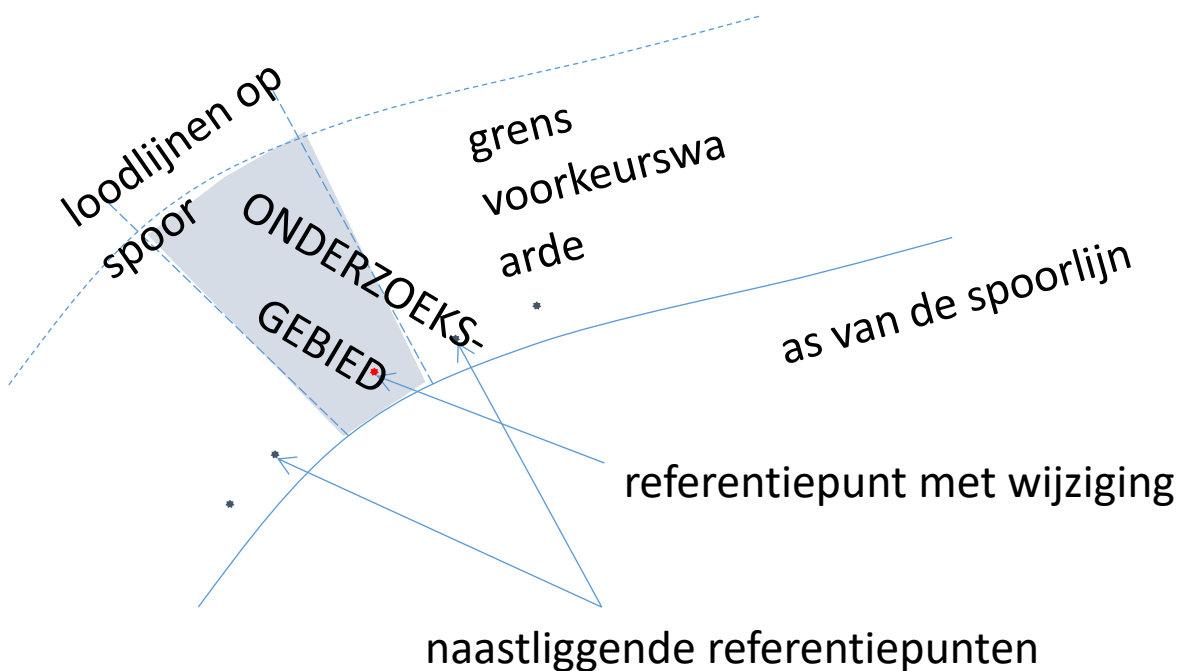 loodlijnen op
spoor
grens
voorkeurswa
arde
ONDERZOEKS-
GEBIED
as van de spoorlijn
referentiepunt met wijziging
naastliggende referentiepunten